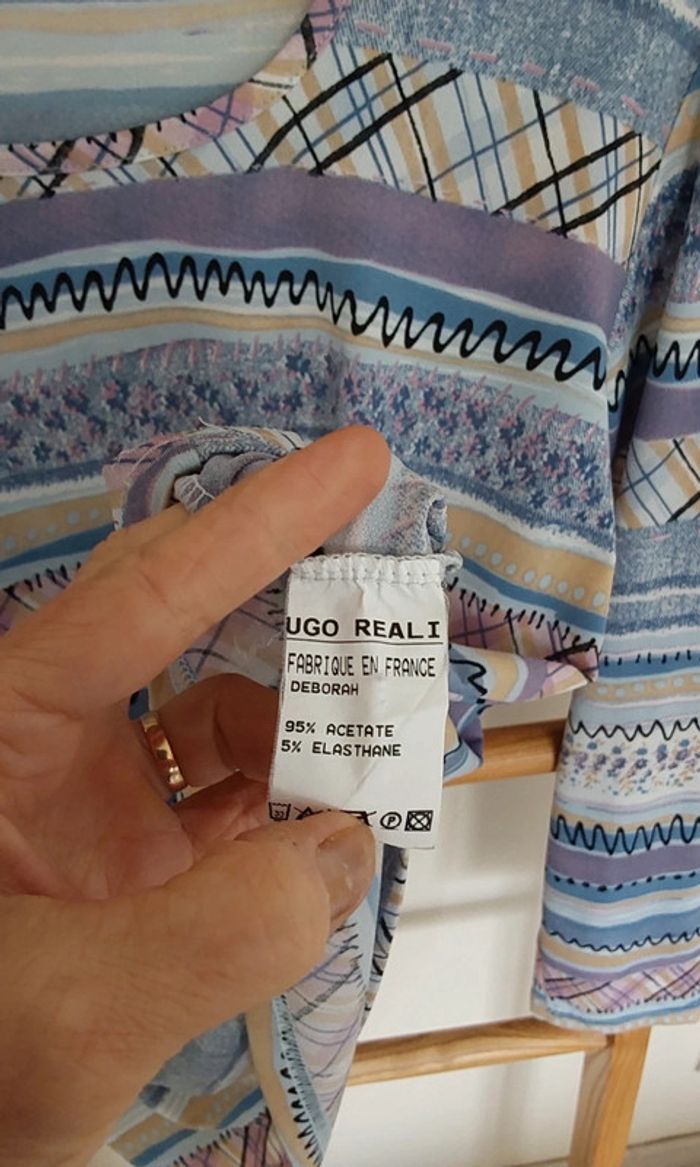 UGO REALI
FABRIQUE EN FRANCE
DEBORAH
95% ACETATE
5% ELASTHANE
P